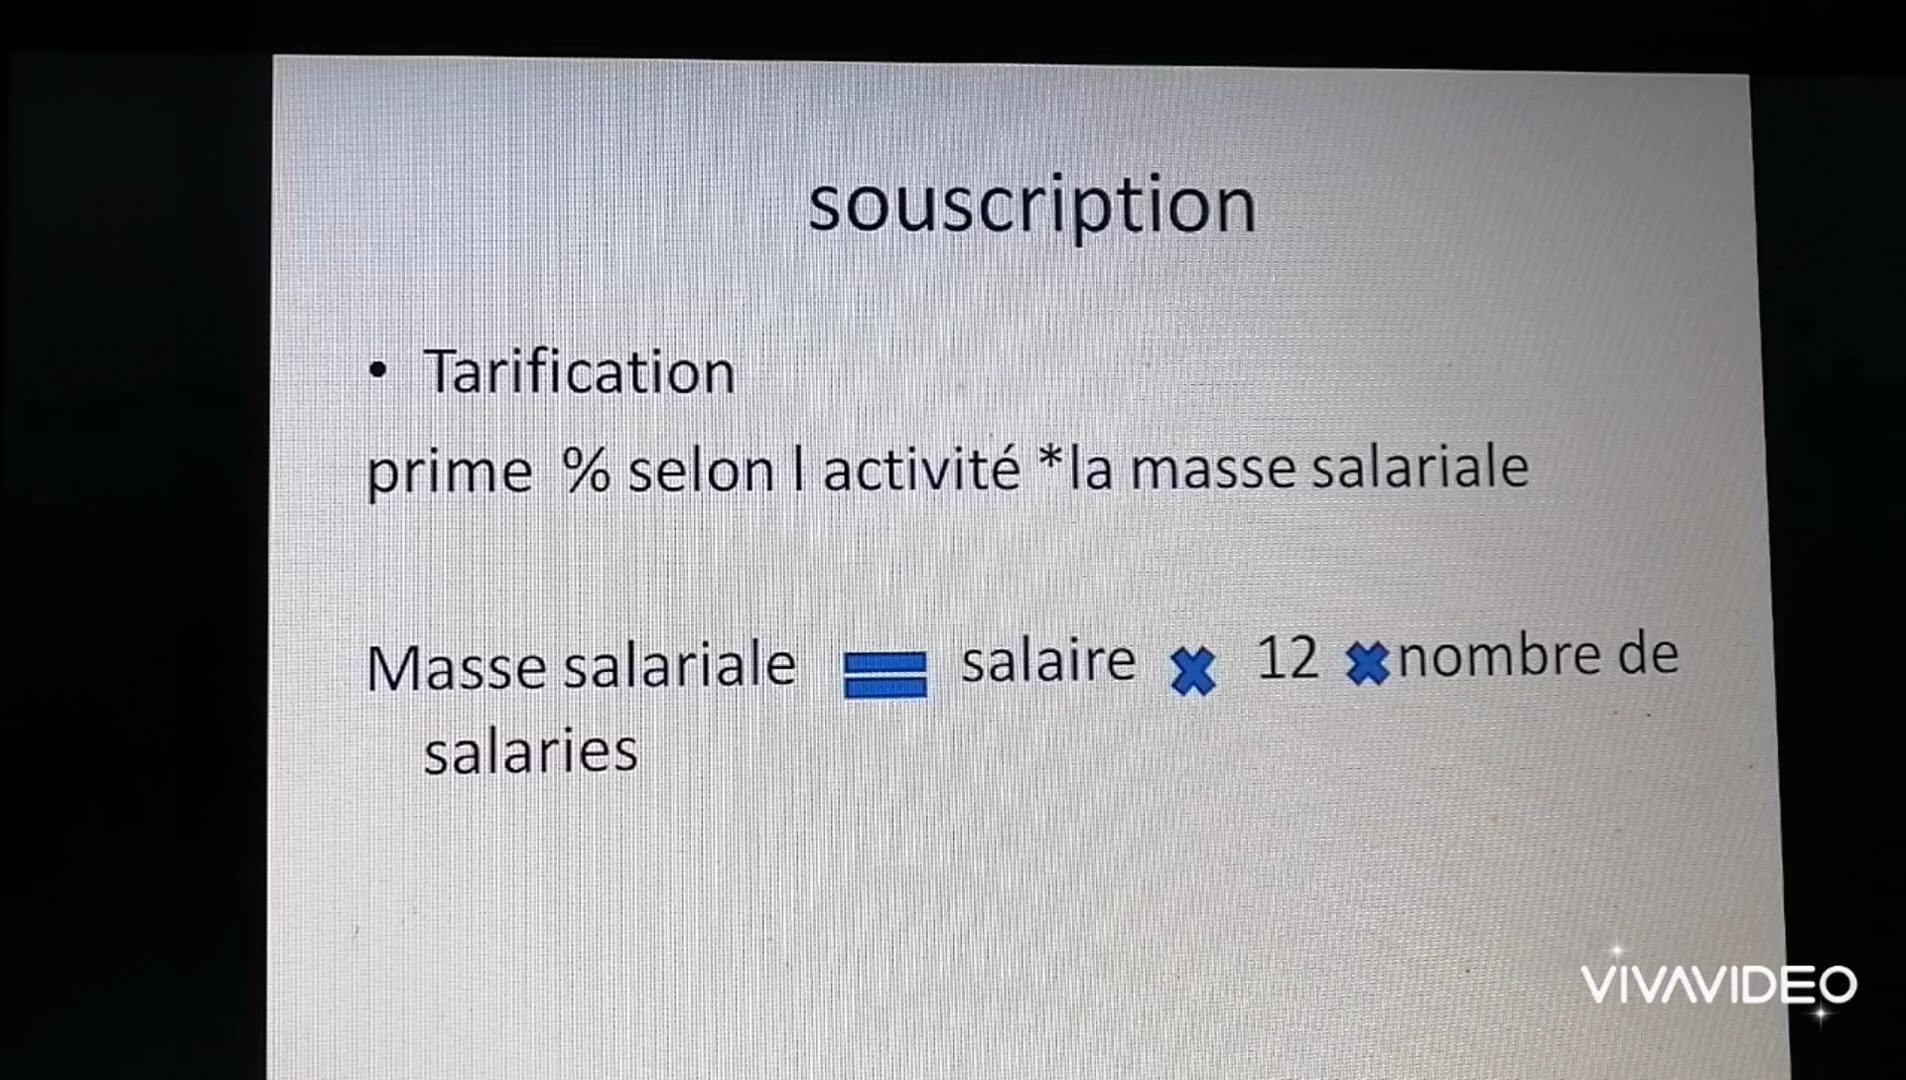 souscription
• Tarification
prime % selon l activité *la masse salariale
Masse salariale = salaire × 12 × nombre de
salaries
VIVAVIDEO